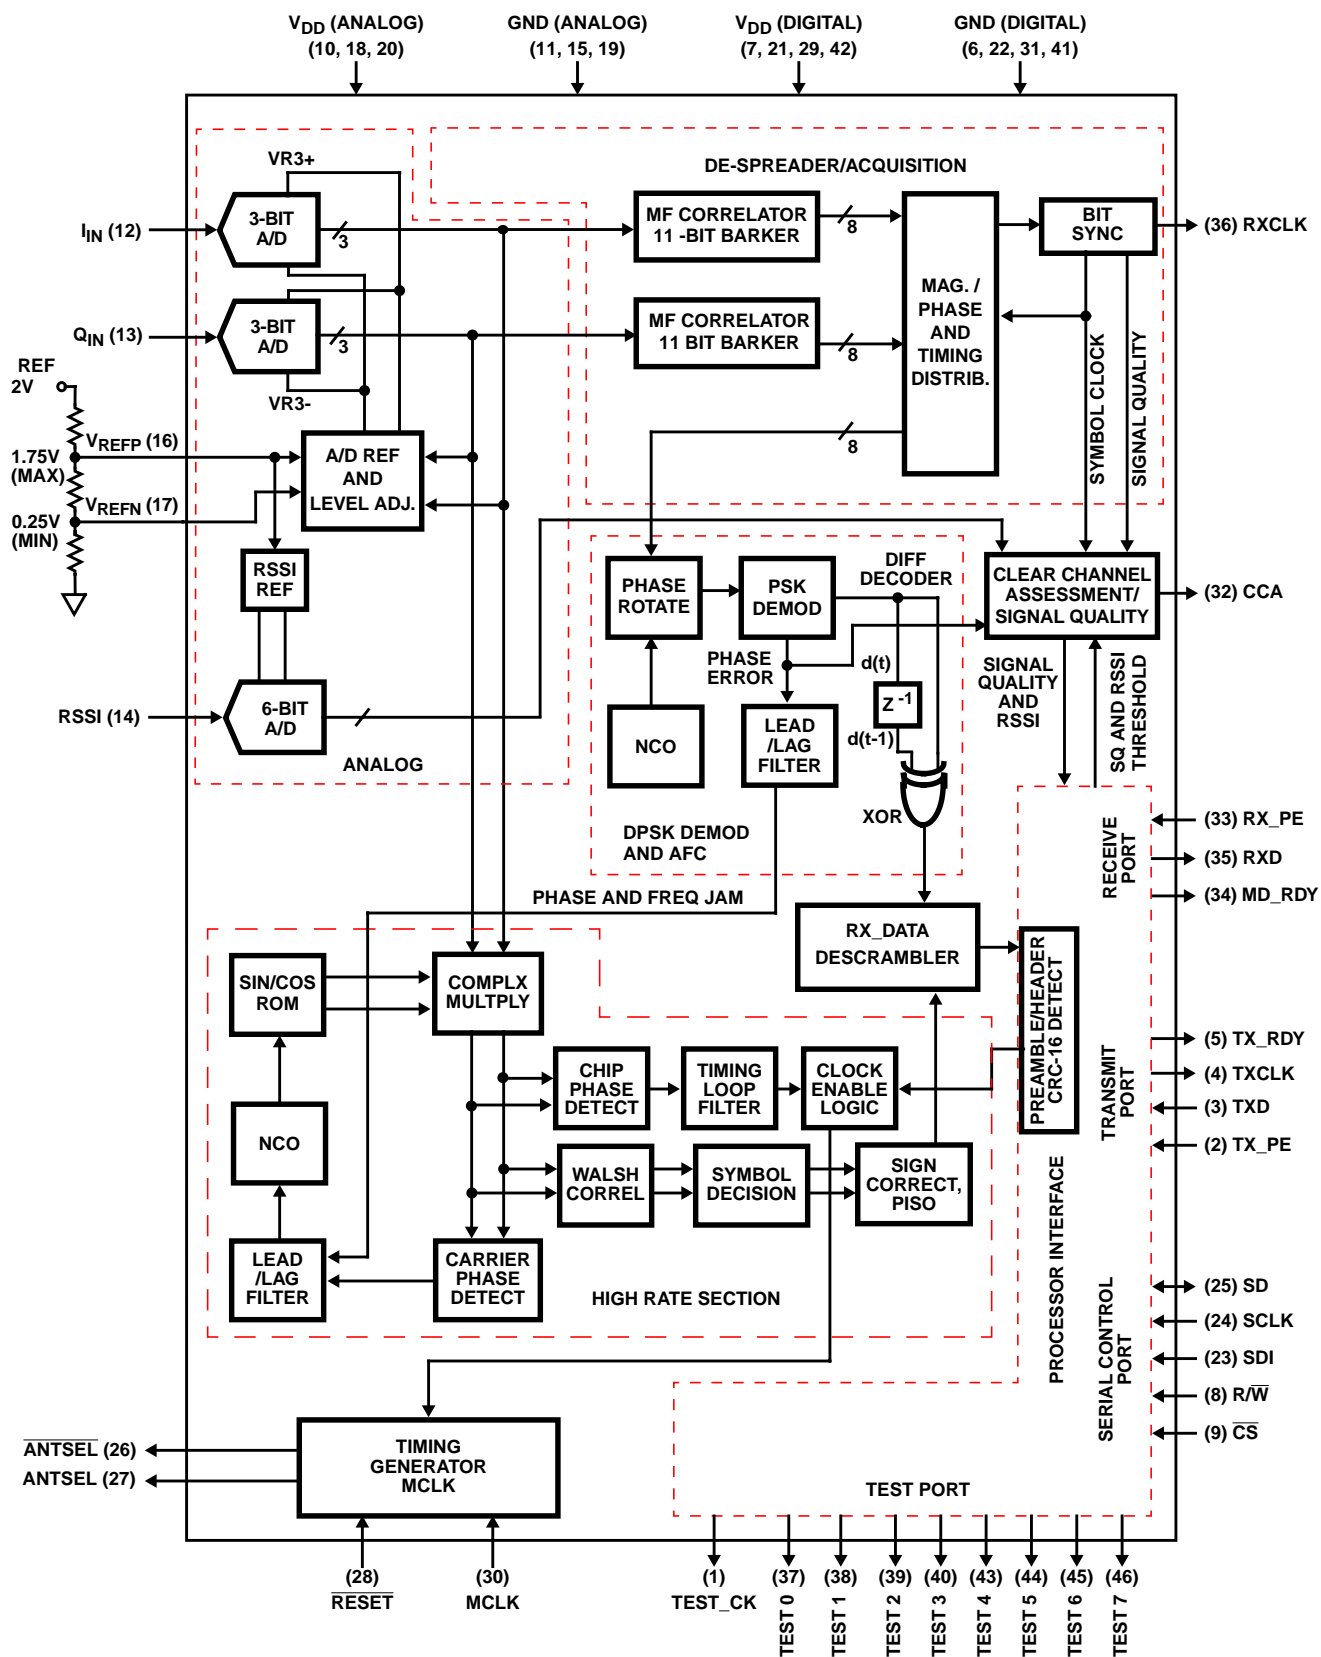 V_DD (ANALOG)
(10, 18, 20)
GND (ANALOG)
(11, 15, 19)
V_DD (DIGITAL)
(7, 21, 29, 42)
GND (DIGITAL)
(6, 22, 31, 41)
DE-SPREADER/ACQUISITION
VR3+
3-BIT
A/D
3
I_IN (12)
MF CORRELATOR
11 -BIT BARKER
8
BIT
SYNC
(36) RXCLK
MAG. /
PHASE
AND
TIMING
DISTRIB.
Q_IN (13)
3-BIT
A/D
3
MF CORRELATOR
11 BIT BARKER
8
SYMBOL CLOCK
SIGNAL QUALITY
REF
2V
VR3-
8
V_REFP (16)
1.75V
(MAX)
A/D REF
AND
LEVEL ADJ.
V_REFN (17)
0.25V
(MIN)
RSSI
REF
PHASE
ROTATE
PSK
DEMOD
DIFF
DECODER
CLEAR CHANNEL
ASSESSMENT/
SIGNAL QUALITY
(32) CCA
PHASE
ERROR
d(t)
SIGNAL
QUALITY
AND
RSSI
SQ AND RSSI
THRESHOLD
RSSI (14)
6-BIT
A/D
ANALOG
NCO
LEAD
/LAG
FILTER
Z -1
d(t-1)
XOR
DPSK DEMOD
AND AFC
RECEIVE
PORT
(33) RX_PE
(35) RXD
(34) MD_RDY
PHASE AND FREQ JAM
RX_DATA
DESCRAMBLER
PREAMBLE/HEADER
CRC-16 DETECT
SIN/COS
ROM
COMPLX
MULTPLY
CHIP
PHASE
DETECT
TIMING
LOOP
FILTER
CLOCK
ENABLE
LOGIC
TRANSMIT
PORT
(5) TX_RDY
(4) TXCLK
(3) TXD
(2) TX_PE
NCO
WALSH
CORREL
SYMBOL
DECISION
SIGN
CORRECT,
PISO
LEAD
/LAG
FILTER
CARRIER
PHASE
DETECT
HIGH RATE SECTION
PROCESSOR INTERFACE
SERIAL CONTROL
PORT
(25) SD
(24) SCLK
(23) SDI
(8) R/W̅
(9) C̅S̅
A̅N̅T̅S̅E̅L̅ (26)
ANTSEL (27)
TIMING
GENERATOR
MCLK
TEST PORT
(28)
R̅E̅S̅E̅T̅
(30)
MCLK
(1)
TEST_CK
(37)
TEST 0
(38)
TEST 1
(39)
TEST 2
(40)
TEST 3
(43)
TEST 4
(44)
TEST 5
(45)
TEST 6
(46)
TEST 7